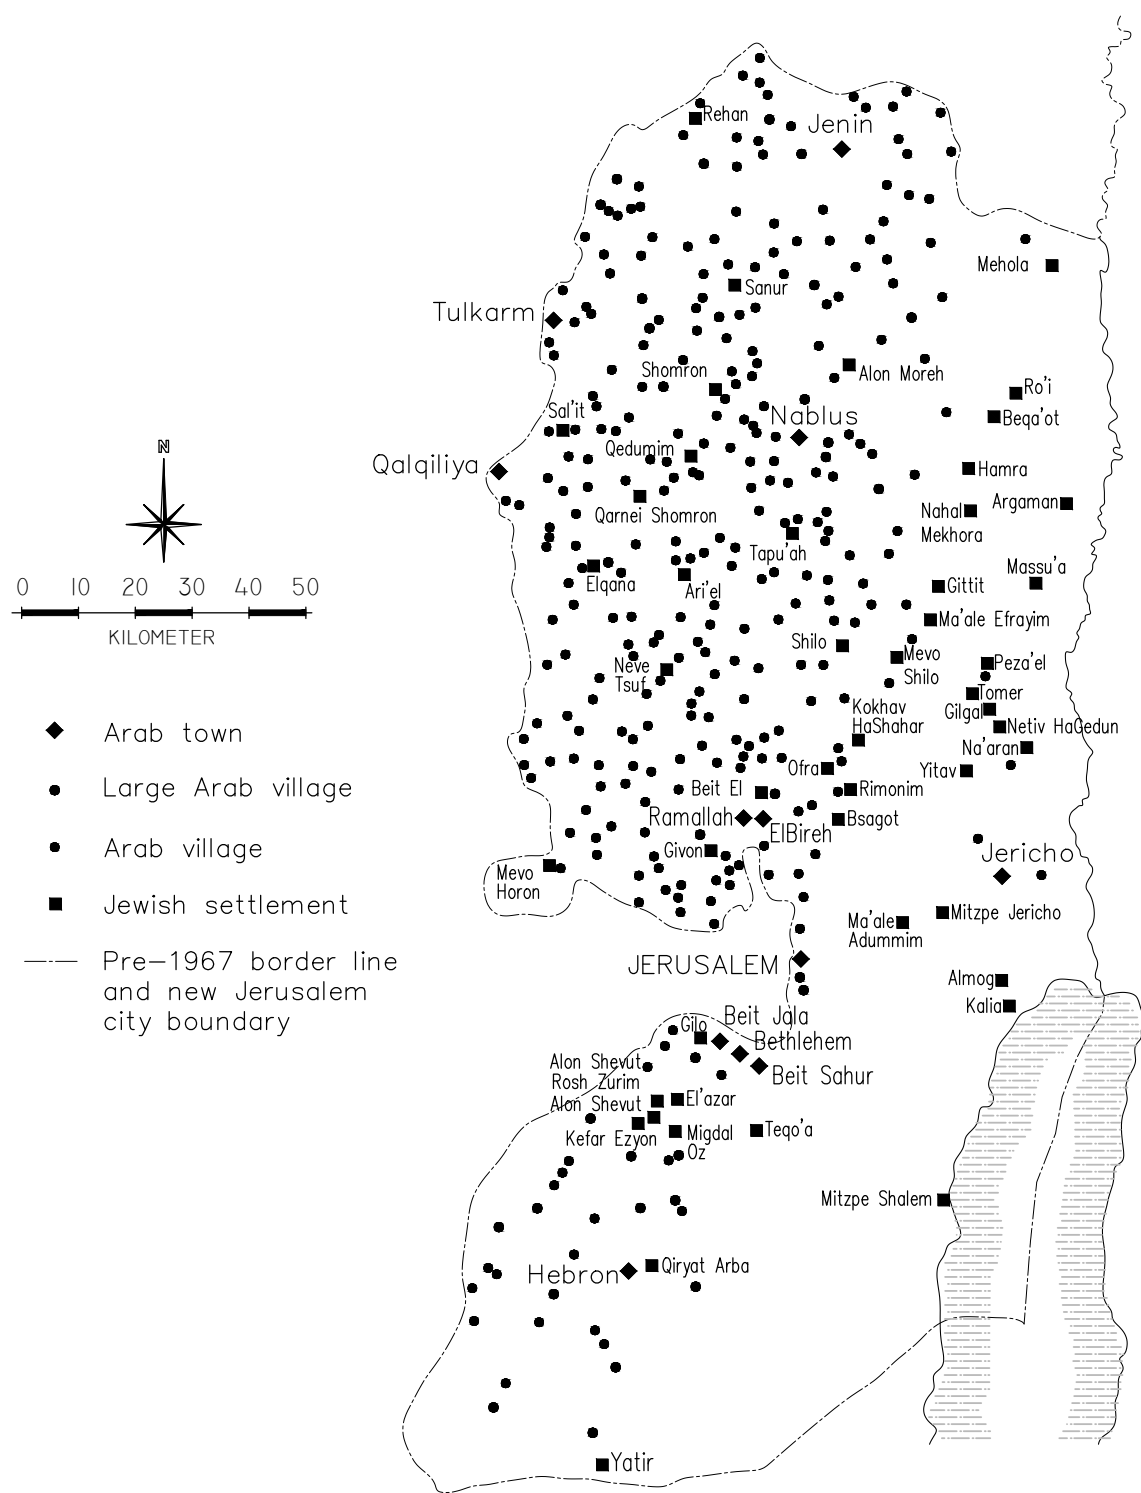 Rehan
Jenin
Mehola
Sanur
Tulkarm
Shomron
Alon Moreh
Ro'i
Sal'it
Nablus
Beqa'ot
N
Qedumim
Qalqiliya
Hamra
Argaman
Qarnei Shomron
Nahal
Mekhora
Tapu'ah
Massu'a
0 10 20 30 40 50
KILOMETER
Elqana
Ari'el
Gittit
Ma'ale Efrayim
Shilo
Mevo
Shilo
Neve
Tsuf
Peza'el
Tomer
Kokhav
HaShahar
Gilgal
Netiv HaGedun
Arab town
Na'aran
Ofra
Yitav
Large Arab village
Beit El
Rimonim
Ramallah
ElBireh
Bsagot
Arab village
Givon
Jericho
Mevo
Horon
Jewish settlement
Mitzpe Jericho
Ma'ale
Adummim
Pre-1967 border line
and new Jerusalem
city boundary
JERUSALEM
Almog
Kalia
Gilo
Beit Jala
Bethlehem
Beit Sahur
Alon Shevut
Rosh Zurim
Alon Shevut
El'azar
Kefar Ezyon
Migdal
Oz
Teqo'a
Mitzpe Shalem
Hebron
Qiryat Arba
Yatir